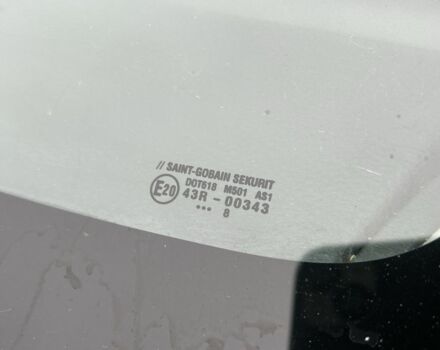 // SAINT-GOBAIN SEKURIT
DOT618 M501 AS1
E20 43R - 00343
... 8